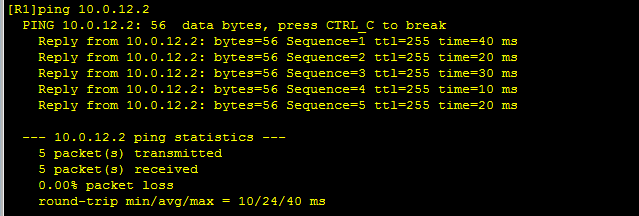 [R1]ping 10.0.12.2
PING 10.0.12.2: 56  data bytes, press CTRL_C to break
Reply from 10.0.12.2: bytes=56 Sequence=1 ttl=255 time=40 ms
Reply from 10.0.12.2: bytes=56 Sequence=2 ttl=255 time=20 ms
Reply from 10.0.12.2: bytes=56 Sequence=3 ttl=255 time=30 ms
Reply from 10.0.12.2: bytes=56 Sequence=4 ttl=255 time=10 ms
Reply from 10.0.12.2: bytes=56 Sequence=5 ttl=255 time=20 ms
--- 10.0.12.2 ping statistics ---
5 packet(s) transmitted
5 packet(s) received
0.00% packet loss
round-trip min/avg/max = 10/24/40 ms